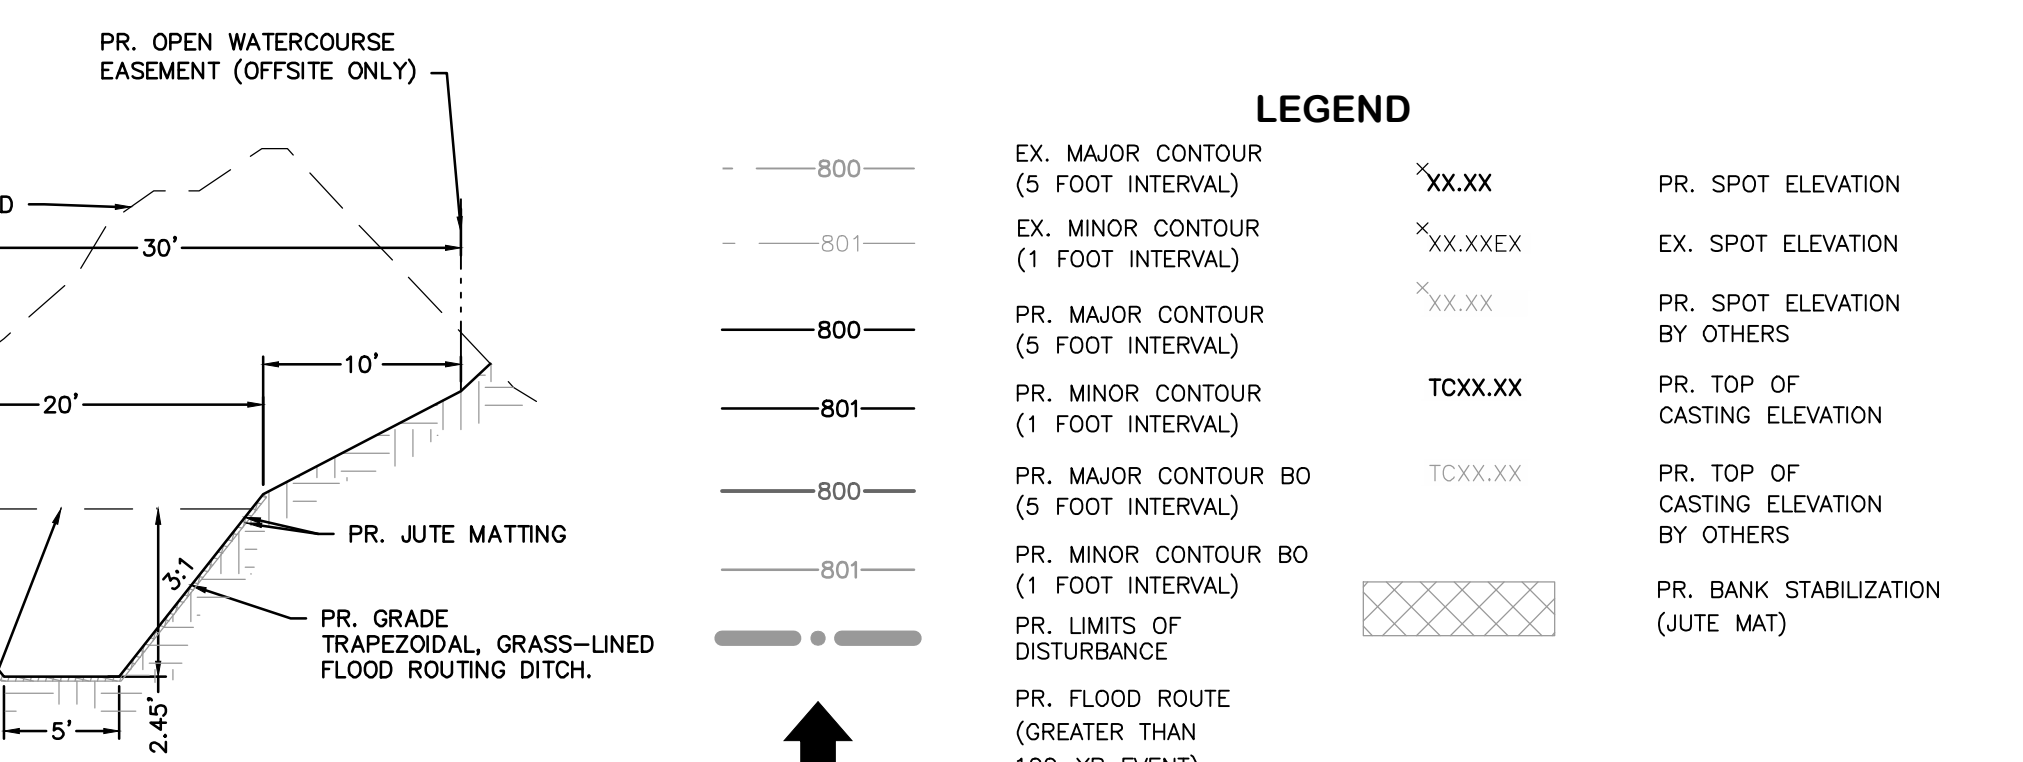 PR. OPEN WATERCOURSE
EASEMENT (OFFSITE ONLY)
D
30'
10'
20'
PR. JUTE MATTING
3:1
PR. GRADE
TRAPEZOIDAL, GRASS-LINED
FLOOD ROUTING DITCH.
5'
2.45'
LEGEND
800
EX. MAJOR CONTOUR
(5 FOOT INTERVAL)
801
EX. MINOR CONTOUR
(1 FOOT INTERVAL)
800
PR. MAJOR CONTOUR
(5 FOOT INTERVAL)
801
PR. MINOR CONTOUR
(1 FOOT INTERVAL)
800
PR. MAJOR CONTOUR BO
(5 FOOT INTERVAL)
801
PR. MINOR CONTOUR BO
(1 FOOT INTERVAL)
PR. LIMITS OF
DISTURBANCE
PR. FLOOD ROUTE
(GREATER THAN
100-YR EVENT)
XX.XX
PR. SPOT ELEVATION
XX.XXEX
EX. SPOT ELEVATION
XX.XX
PR. SPOT ELEVATION
BY OTHERS
TCXX.XX
PR. TOP OF
CASTING ELEVATION
TCXX.XX
PR. TOP OF
CASTING ELEVATION
BY OTHERS
PR. BANK STABILIZATION
(JUTE MAT)